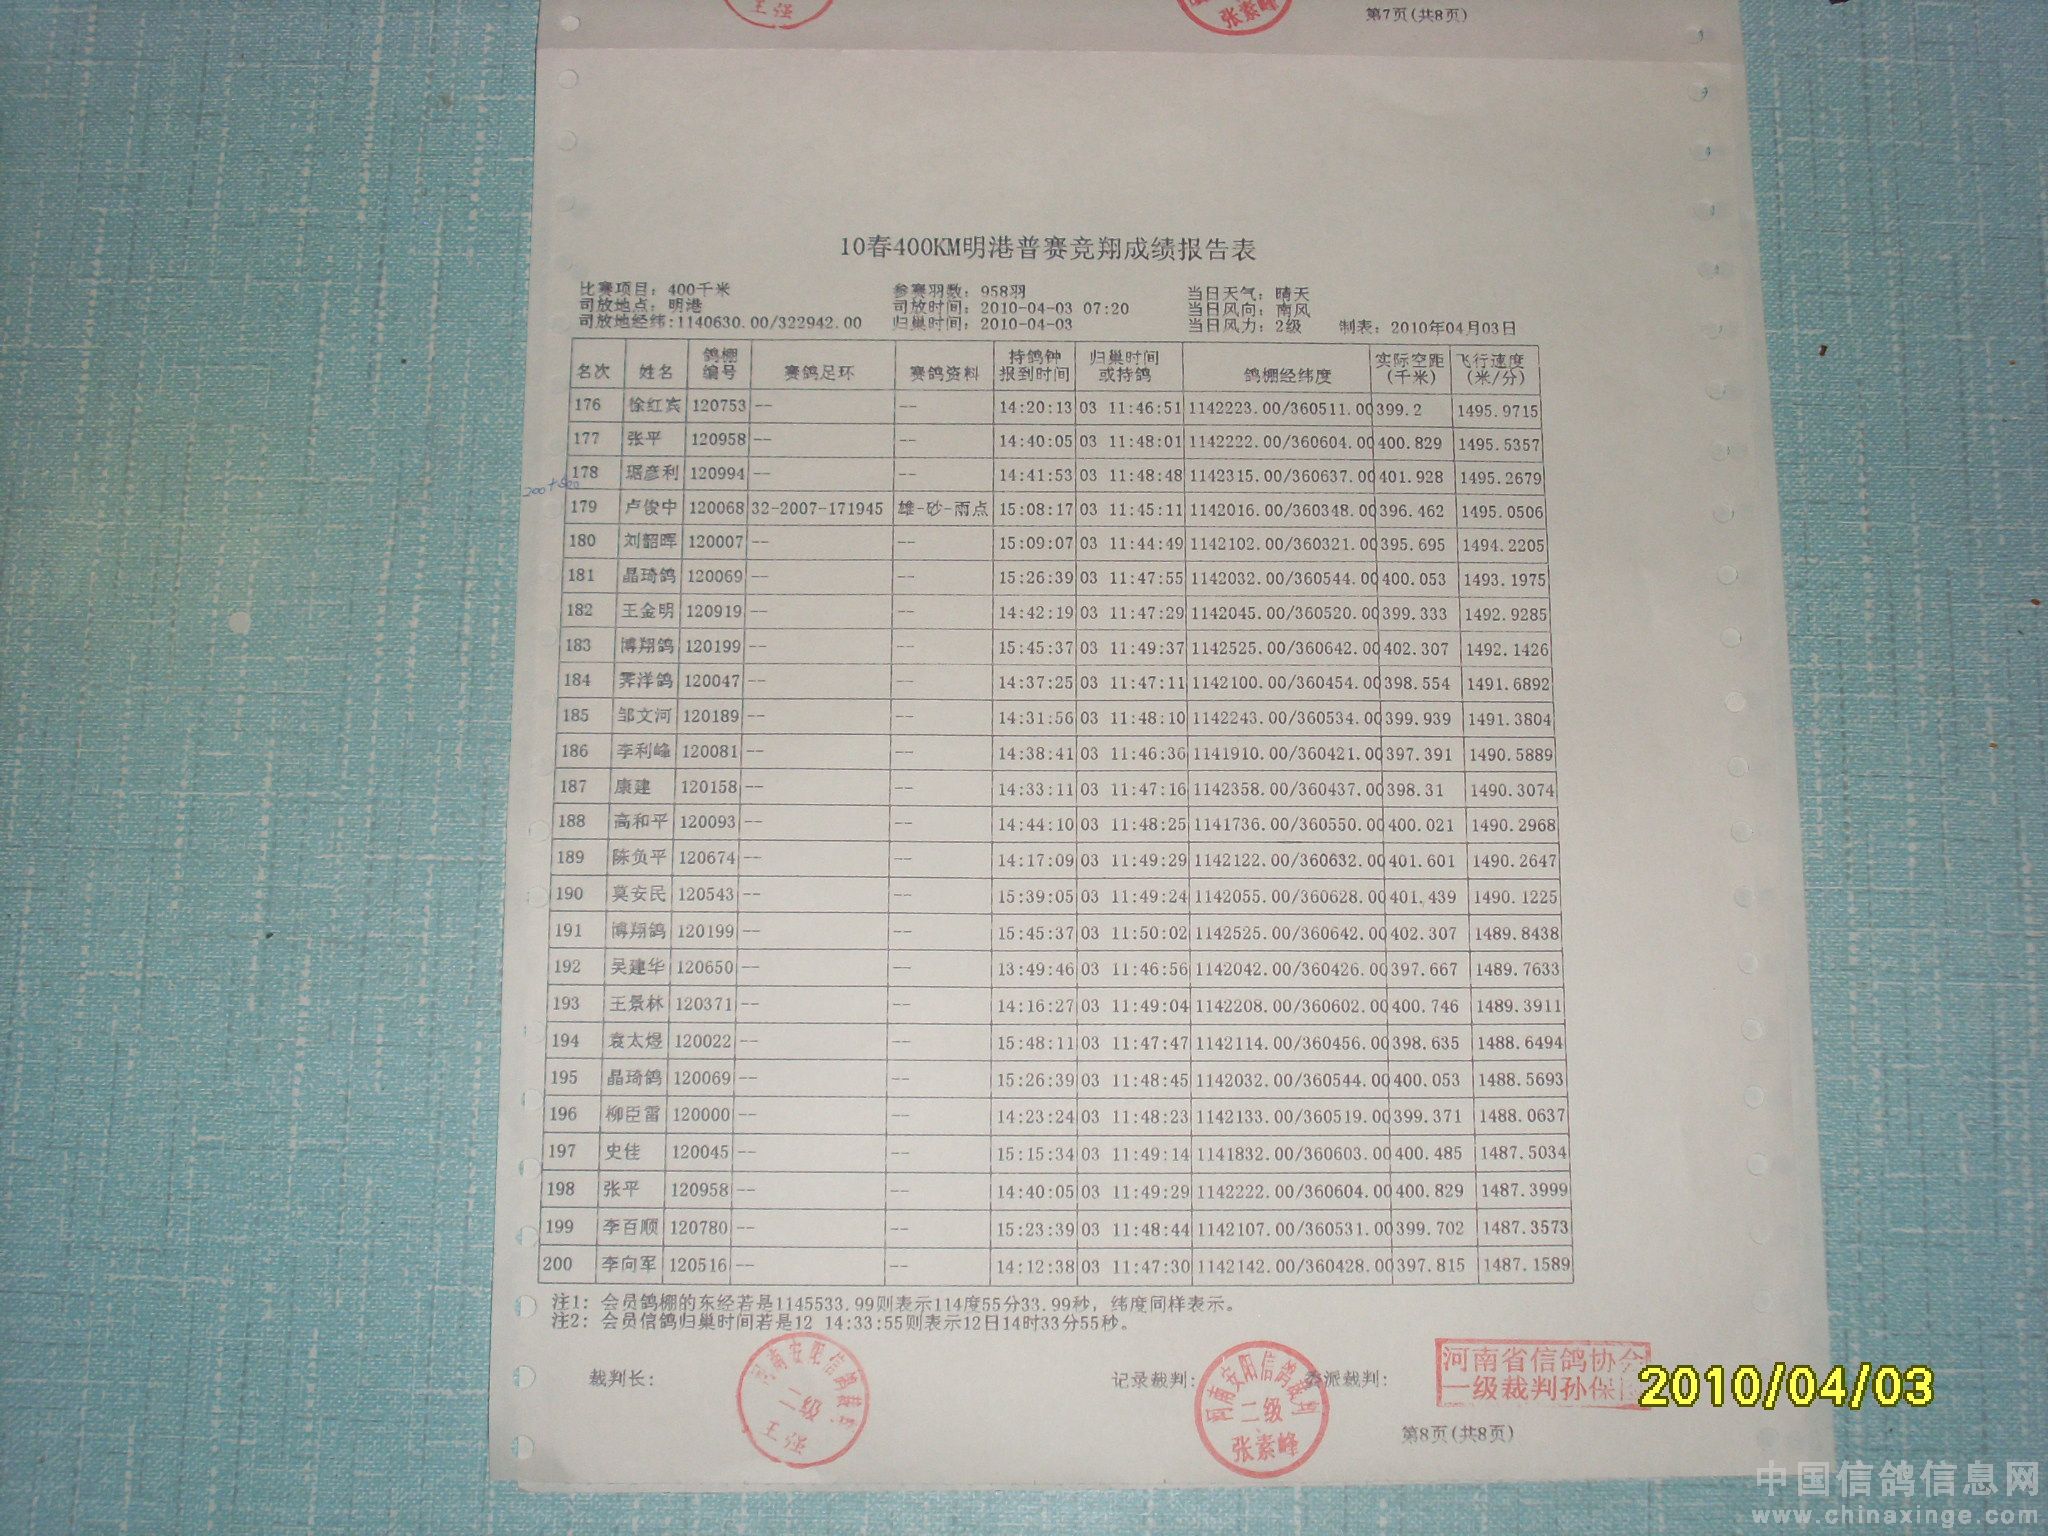 王强
张素峰
第7页(共8页)
10春400KM明港普赛竞翔成绩报告表
比赛项目: 400千米 参赛羽数: 958羽 当日天气: 晴天
司放地点: 明港 司放时间: 2010-04-03 07:20 当日风向: 南风
司放地经纬:1140630.00/322942.00 归巢时间: 2010-04-03 当日风力: 2级 制表: 2010年04月03日
名次 姓名 鸽棚编号 赛鸽足环 赛鸽资料 持鸽钟报到时间 归巢时间或持鸽 鸽棚经纬度 实际空距(千米) 飞行速度(米/分)
176 徐红宾 120753 -- -- 14:20:13 03 11:46:51 1142223.00/360511.00 399.2 1495.9715
177 张平 120958 -- -- 14:40:05 03 11:48:01 1142222.00/360604.00 400.829 1495.5357
178 琚彦利 120994 -- -- 14:41:53 03 11:48:48 1142315.00/360637.00 401.928 1495.2679
179 卢俊中 120068 32-2007-171945 雄-砂-雨点 15:08:17 03 11:45:11 1142016.00/360348.00 396.462 1495.0506
180 刘韶晖 120007 -- -- 15:09:07 03 11:44:49 1142102.00/360321.00 395.695 1494.2205
181 晶琦鸽 120069 -- -- 15:26:39 03 11:47:55 1142032.00/360544.00 400.053 1493.1975
182 王金明 120919 -- -- 14:42:19 03 11:47:29 1142045.00/360520.00 399.333 1492.9285
183 博翔鸽 120199 -- -- 15:45:37 03 11:49:37 1142525.00/360642.00 402.307 1492.1426
184 霁洋鸽 120047 -- -- 14:37:25 03 11:47:11 1142100.00/360454.00 398.554 1491.6892
185 邹文河 120189 -- -- 14:31:56 03 11:48:10 1142243.00/360534.00 399.939 1491.3804
186 李利峰 120081 -- -- 14:38:41 03 11:46:36 1141910.00/360421.00 397.391 1490.5889
187 康建 120158 -- -- 14:33:11 03 11:47:16 1142358.00/360437.00 398.31 1490.3074
188 高和平 120093 -- -- 14:44:10 03 11:48:25 1141736.00/360550.00 400.021 1490.2968
189 陈负平 120674 -- -- 14:17:09 03 11:49:29 1142122.00/360632.00 401.601 1490.2647
190 莫安民 120543 -- -- 15:39:05 03 11:49:24 1142055.00/360628.00 401.439 1490.1225
191 博翔鸽 120199 -- -- 15:45:37 03 11:50:02 1142525.00/360642.00 402.307 1489.8438
192 吴建华 120650 -- -- 13:49:46 03 11:46:56 1142042.00/360426.00 397.667 1489.7633
193 王景林 120371 -- -- 14:16:27 03 11:49:04 1142208.00/360602.00 400.746 1489.3911
194 袁太煜 120022 -- -- 15:48:11 03 11:47:47 1142114.00/360456.00 398.635 1488.6494
195 晶琦鸽 120069 -- -- 15:26:39 03 11:48:45 1142032.00/360544.00 400.053 1488.5693
196 柳臣雷 120000 -- -- 14:23:24 03 11:48:23 1142133.00/360519.00 399.371 1488.0637
197 史佳 120045 -- -- 15:15:34 03 11:49:14 1141832.00/360603.00 400.485 1487.5034
198 张平 120958 -- -- 14:40:05 03 11:49:29 1142222.00/360604.00 400.829 1487.3999
199 李百顺 120780 -- -- 15:23:39 03 11:48:44 1142107.00/360531.00 399.702 1487.3573
200 李向军 120516 -- -- 14:12:38 03 11:47:30 1142142.00/360428.00 397.815 1487.1589
注1: 会员鸽棚的东经若是1145533.99则表示114度55分33.99秒, 纬度同样表示。
注2: 会员信鸽归巢时间若是12 14:33:55则表示12日14时33分55秒。
裁判长: 记录裁判: 委派裁判:
河南安阳信鸽裁判 二级 王强
河南安阳信鸽裁判 二级 张素峰
河南省信鸽协会
一级裁判孙保
2010/04/03
第8页(共8页)
中国信鸽信息网
www.chinaxinge.com